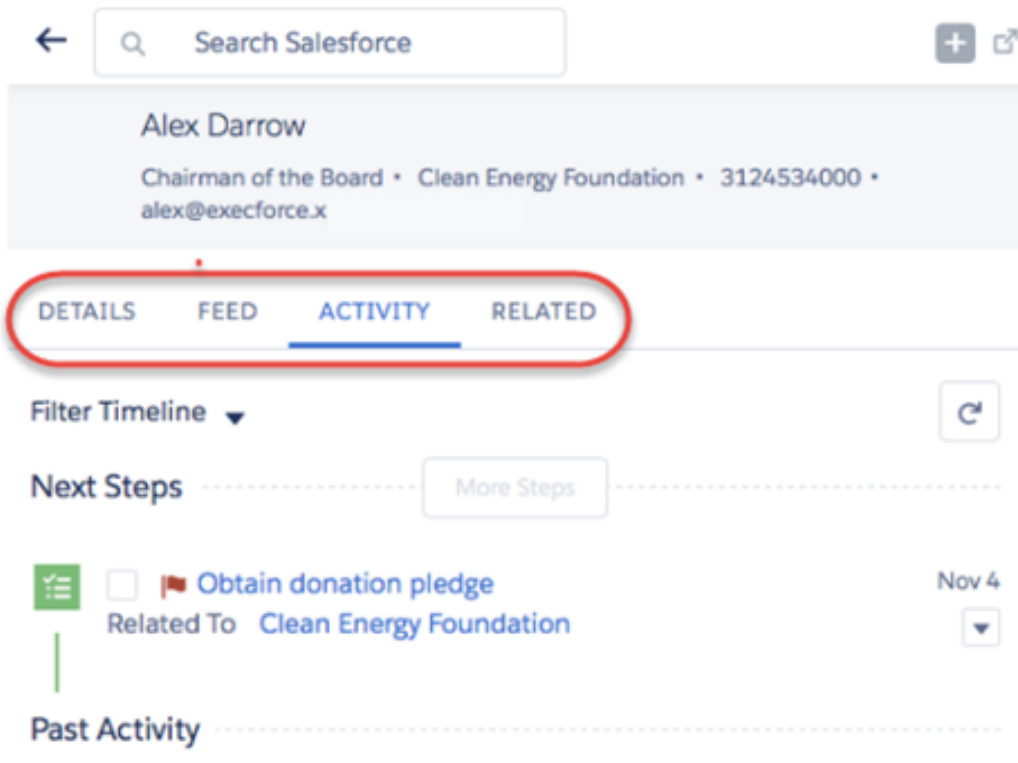 Search Salesforce
Alex Darrow
Chairman of the Board • Clean Energy Foundation • 3124534000 •
alex@execforce.x
DETAILS FEED ACTIVITY RELATED
Filter Timeline
Next Steps More Steps
Obtain donation pledge Nov 4
Related To Clean Energy Foundation
Past Activity